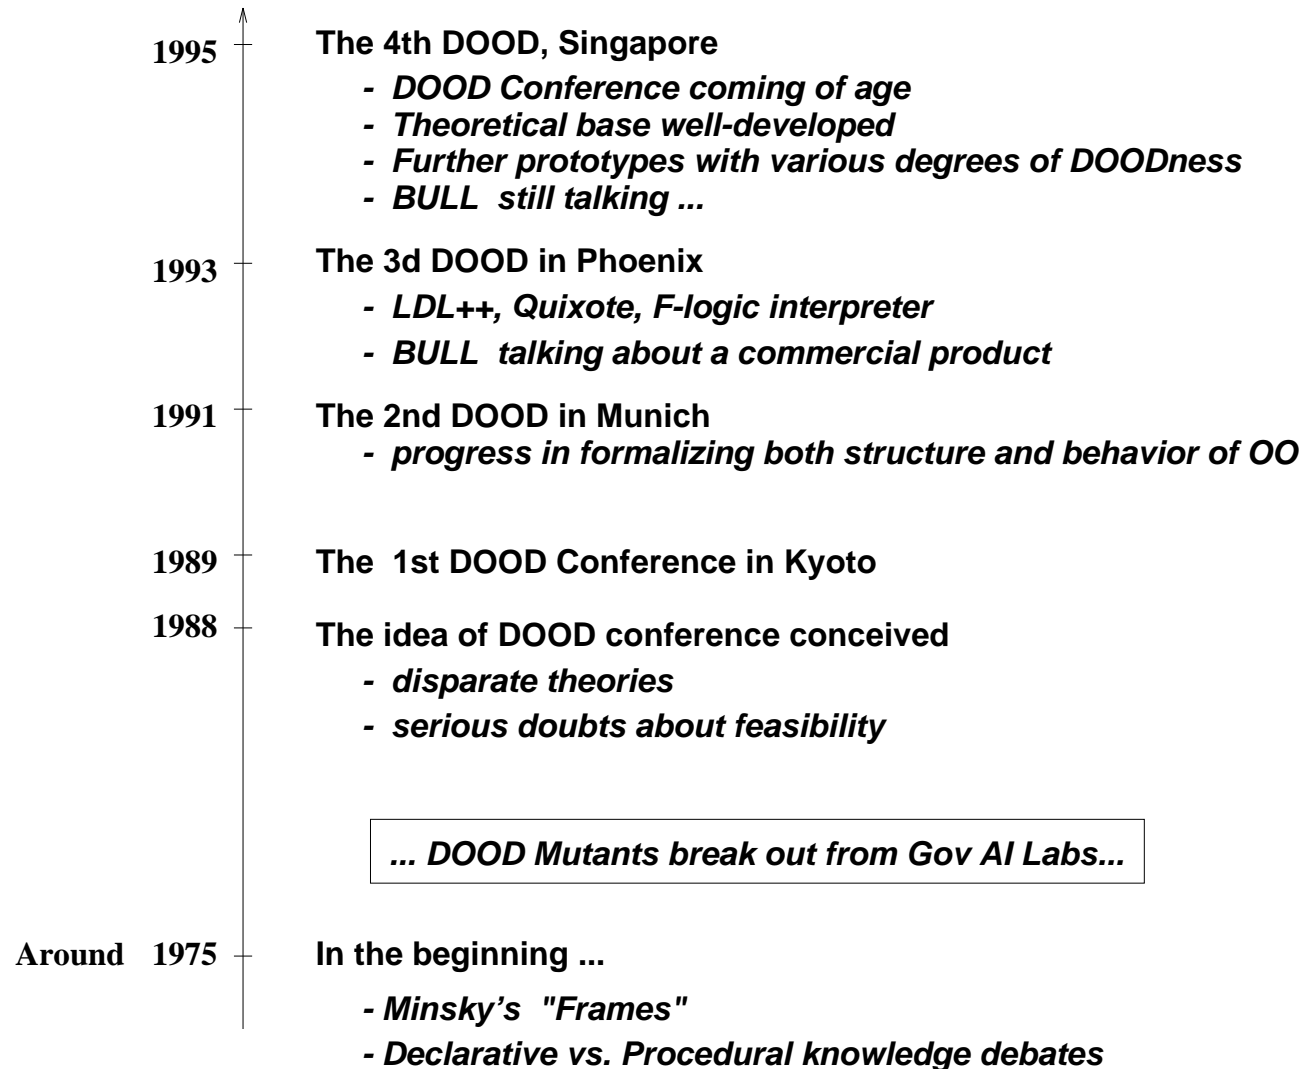 1995 The 4th DOOD, Singapore
- DOOD Conference coming of age
- Theoretical base well-developed
- Further prototypes with various degrees of DOODness
- BULL still talking ...
1993 The 3d DOOD in Phoenix
- LDL++, Quixote, F-logic interpreter
- BULL talking about a commercial product
1991 The 2nd DOOD in Munich
- progress in formalizing both structure and behavior of OO
1989 The 1st DOOD Conference in Kyoto
1988 The idea of DOOD conference conceived
- disparate theories
- serious doubts about feasibility
... DOOD Mutants break out from Gov AI Labs...
Around 1975 In the beginning ...
- Minsky's "Frames"
- Declarative vs. Procedural knowledge debates